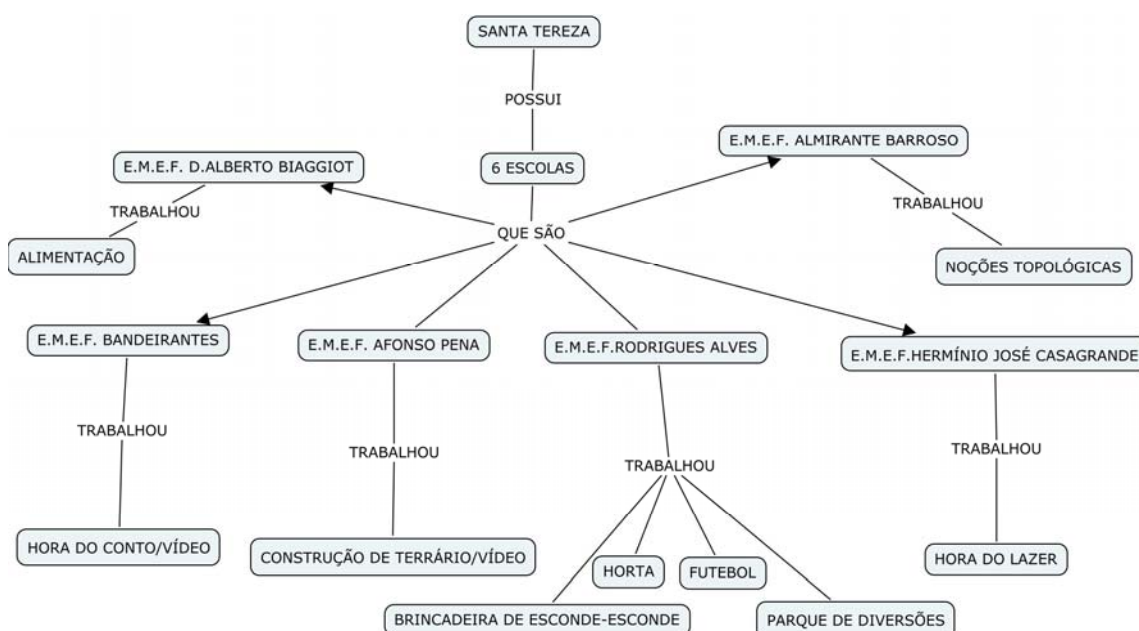 SANTA TEREZA
POSSUI
6 ESCOLAS
QUE SÃO
E.M.E.F. D.ALBERTO BIAGGIOT
TRABALHOU
ALIMENTAÇÃO
E.M.E.F. ALMIRANTE BARROSO
TRABALHOU
NOÇÕES TOPOLÓGICAS
E.M.E.F. BANDEIRANTES
TRABALHOU
HORA DO CONTO/VÍDEO
E.M.E.F. AFONSO PENA
TRABALHOU
CONSTRUÇÃO DE TERRÁRIO/VÍDEO
E.M.E.F.RODRIGUES ALVES
TRABALHOU
BRINCADEIRA DE ESCONDE-ESCONDE
HORTA
FUTEBOL
PARQUE DE DIVERSÕES
E.M.E.F.HERMÍNIO JOSÉ CASAGRANDE
TRABALHOU
HORA DO LAZER